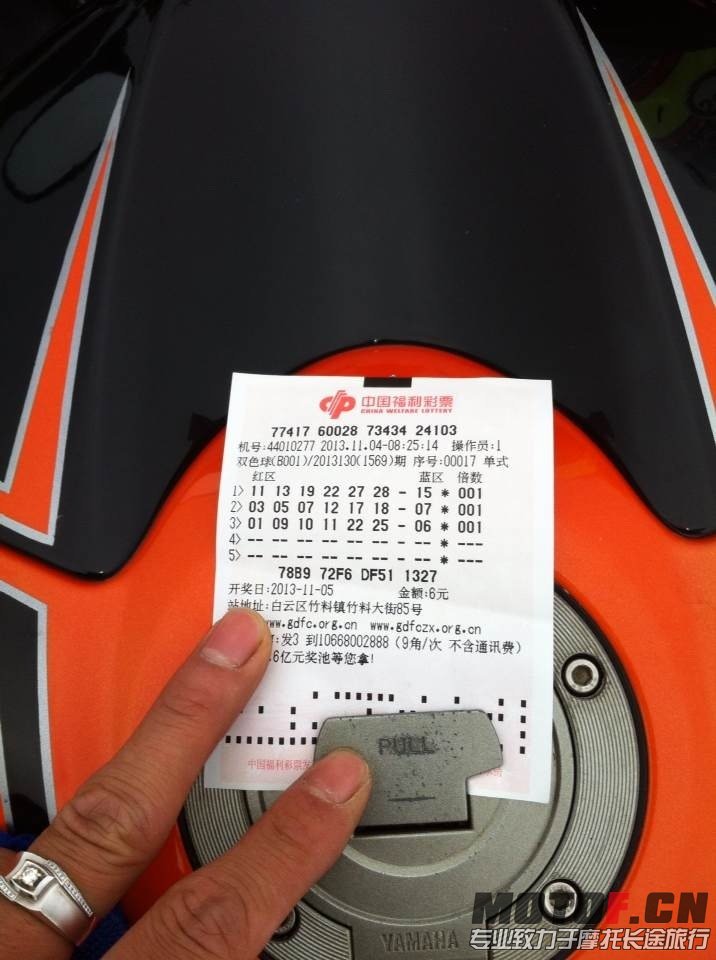 中国福利彩票
CHINA WELFARE LOTTERY
77417 60028 73434 24103
机号:44010277 2013.11.04-08:25:14 操作员:1
双色球(B001)/2013130(1569)期 序号:00017 单式
红区 蓝区 倍数
1> 11 13 19 22 27 28 - 15 * 001
2> 03 05 07 12 17 18 - 07 * 001
3> 01 09 10 11 22 25 - 06 * 001
4> -- -- -- -- -- -- - -- * ---
5> -- -- -- -- -- -- - -- * ---
78B9 72F6 DF51 1327
开奖日:2013-11-05 金额:6元
站地址:白云区竹料镇竹料大街85号
www.gdfc.org.cn www.gdfczx.org.cn
:发3 到10668002888 (9角/次 不含通讯费)
.6亿元奖池等您拿!
PULL
中国福利彩票发
YAMAHA
MOTOF.CN
专业致力于摩托长途旅行